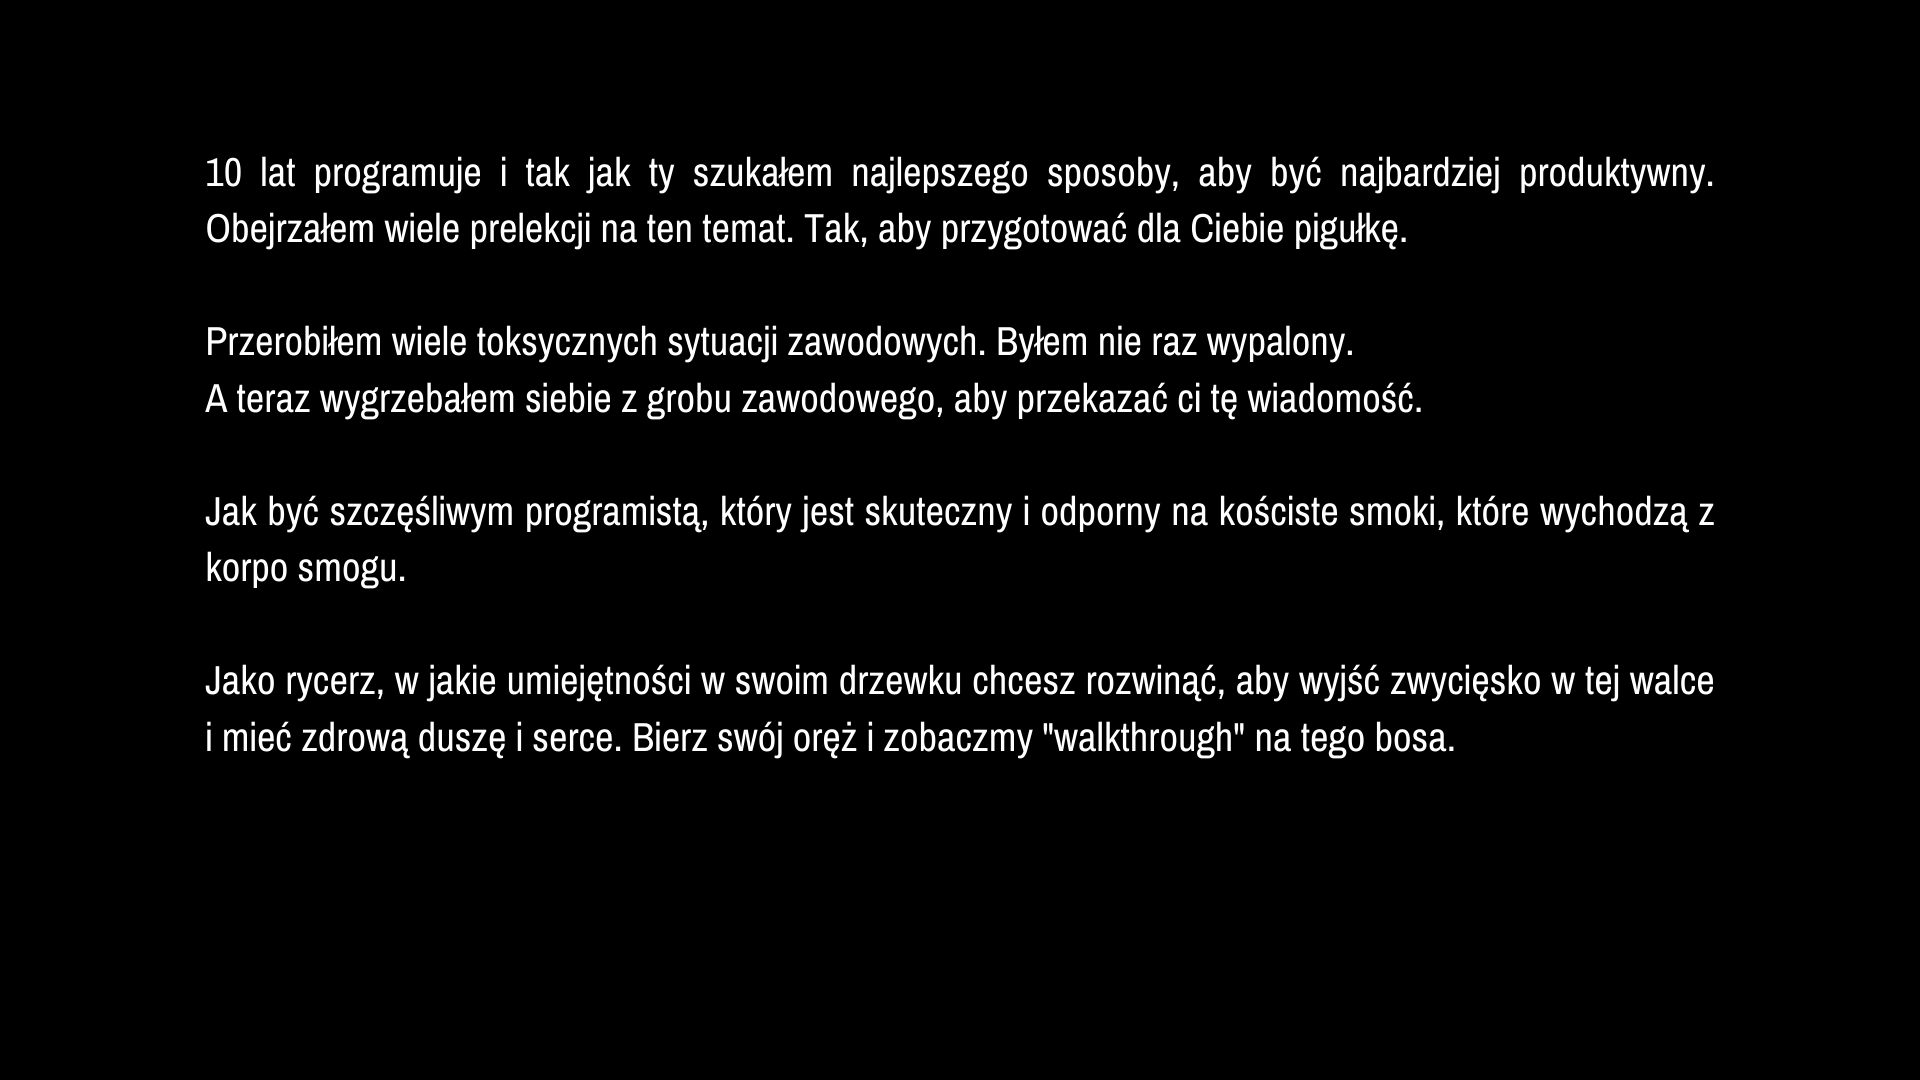 10 lat programuje i tak jak ty szukałem najlepszego sposoby, aby być najbardziej produktywny.
Obejrzałem wiele prelekcji na ten temat. Tak, aby przygotować dla Ciebie pigułkę.
Przerobiłem wiele toksycznych sytuacji zawodowych. Byłem nie raz wypalony.
A teraz wygrzebałem siebie z grobu zawodowego, aby przekazać ci tę wiadomość.
Jak być szczęśliwym programistą, który jest skuteczny i odporny na kościste smoki, które wychodzą z
korpo smogu.
Jako rycerz, w jakie umiejętności w swoim drzewku chcesz rozwinąć, aby wyjść zwycięsko w tej walce
i mieć zdrową duszę i serce. Bierz swój oręż i zobaczmy "walkthrough" na tego bosa.